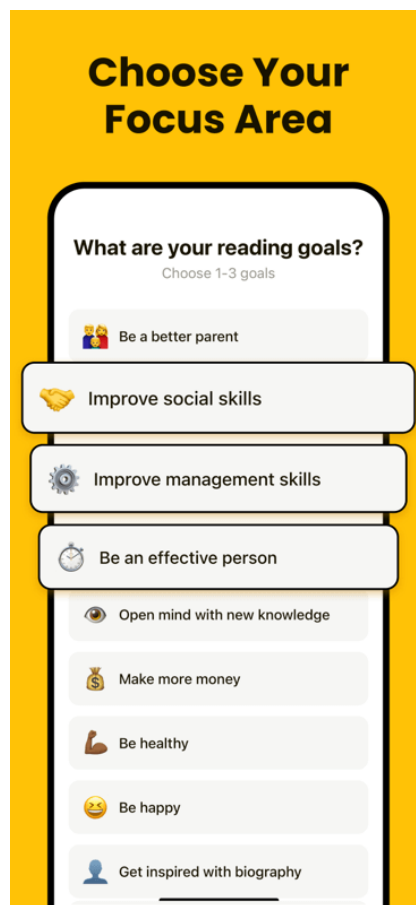 Choose Your
Focus Area
What are your reading goals?
Choose 1-3 goals
Be a better parent
Improve social skills
Improve management skills
Be an effective person
Open mind with new knowledge
Make more money
Be healthy
Be happy
Get inspired with biography